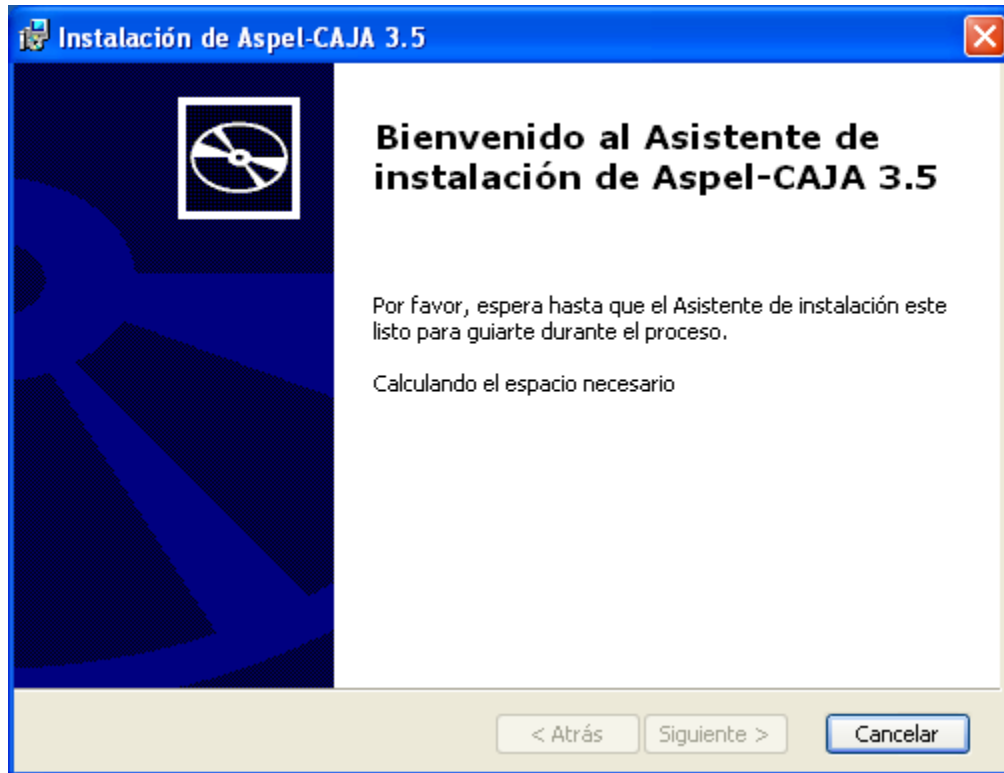 Instalación de Aspel-CAJA 3.5
Bienvenido al Asistente de
instalación de Aspel-CAJA 3.5
Por favor, espera hasta que el Asistente de instalación este
listo para guiarte durante el proceso.
Calculando el espacio necesario
< Atrás
Siguiente >
Cancelar